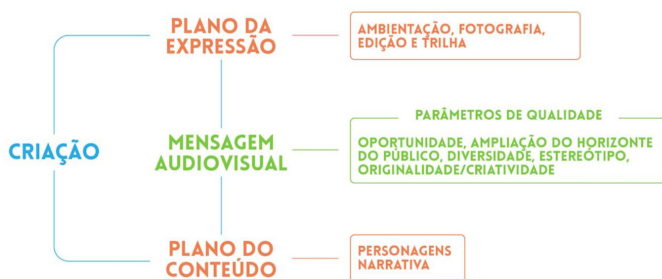 PLANO DA
EXPRESSÃO
AMBIENTAÇÃO, FOTOGRAFIA,
EDIÇÃO E TRILHA
CRIAÇÃO
MENSAGEM
AUDIOVISUAL
PARÂMETROS DE QUALIDADE
OPORTUNIDADE, AMPLIAÇÃO DO HORIZONTE
DO PÚBLICO, DIVERSIDADE, ESTEREÓTIPO,
ORIGINALIDADE/CRIATIVIDADE
PLANO DO
CONTEÚDO
PERSONAGENS
NARRATIVA